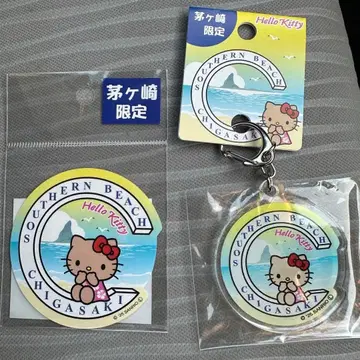 茅ヶ崎
限定
SOUTHERN BEACH
Hello Kitty
CHIGASAKI
茅ヶ崎
限定
Hello Kitty
SOUTHERN BEACH
CHIGASAKI
SOUTHERN BEACH
Hello Kitty
CHIGASAKI